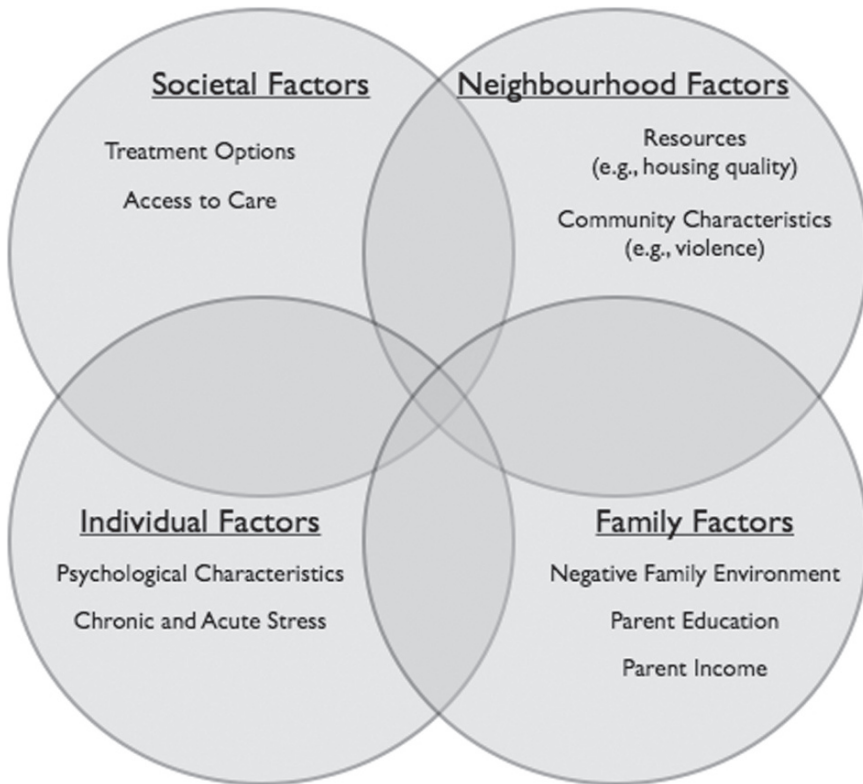 Societal Factors
Treatment Options
Access to Care
Neighbourhood Factors
Resources
(e.g., housing quality)
Community Characteristics
(e.g., violence)
Individual Factors
Psychological Characteristics
Chronic and Acute Stress
Family Factors
Negative Family Environment
Parent Education
Parent Income